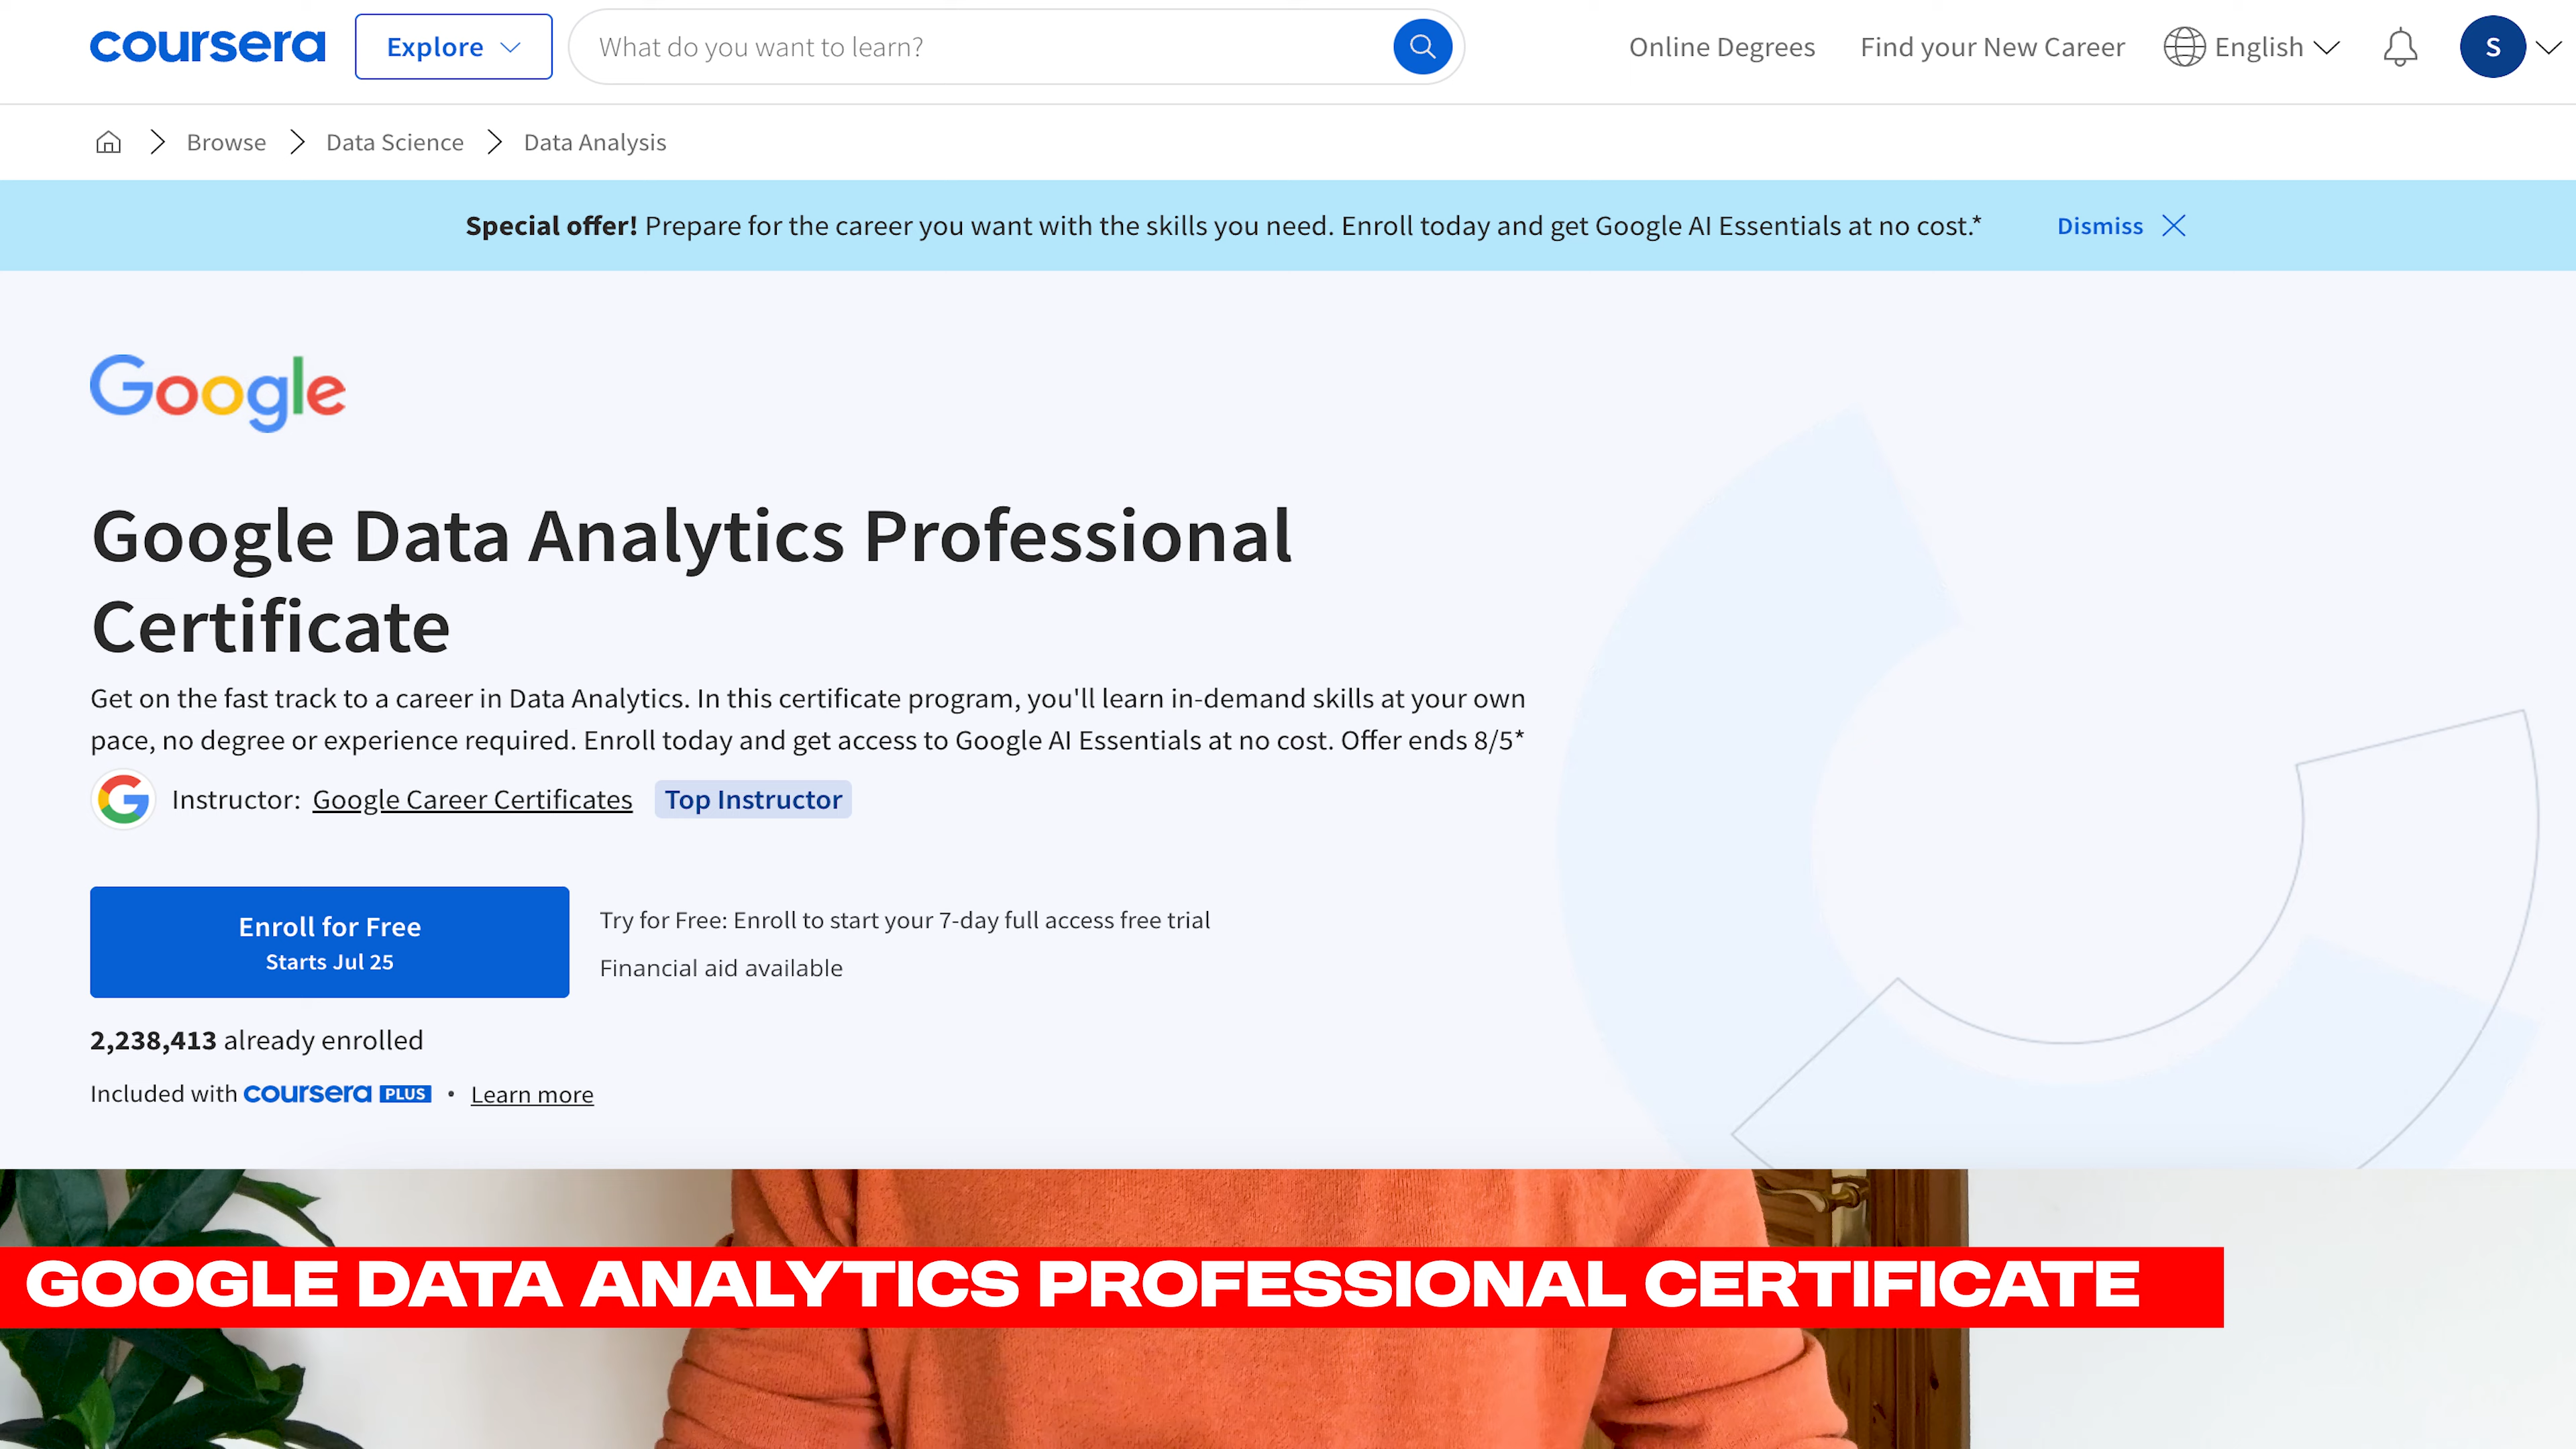 coursera
Explore
What do you want to learn?
Online Degrees
Find your New Career
English
S
Browse
Data Science
Data Analysis
Special offer! Prepare for the career you want with the skills you need. Enroll today and get Google AI Essentials at no cost.*
Dismiss
Google
Google Data Analytics Professional
Certificate
Get on the fast track to a career in Data Analytics. In this certificate program, you'll learn in-demand skills at your own
pace, no degree or experience required. Enroll today and get access to Google AI Essentials at no cost. Offer ends 8/5*
G
Instructor: Google Career Certificates
Top Instructor
Enroll for Free
Starts Jul 25
Try for Free: Enroll to start your 7-day full access free trial
Financial aid available
2,238,413 already enrolled
Included with coursera PLUS • Learn more
GOOGLE DATA ANALYTICS PROFESSIONAL CERTIFICATE